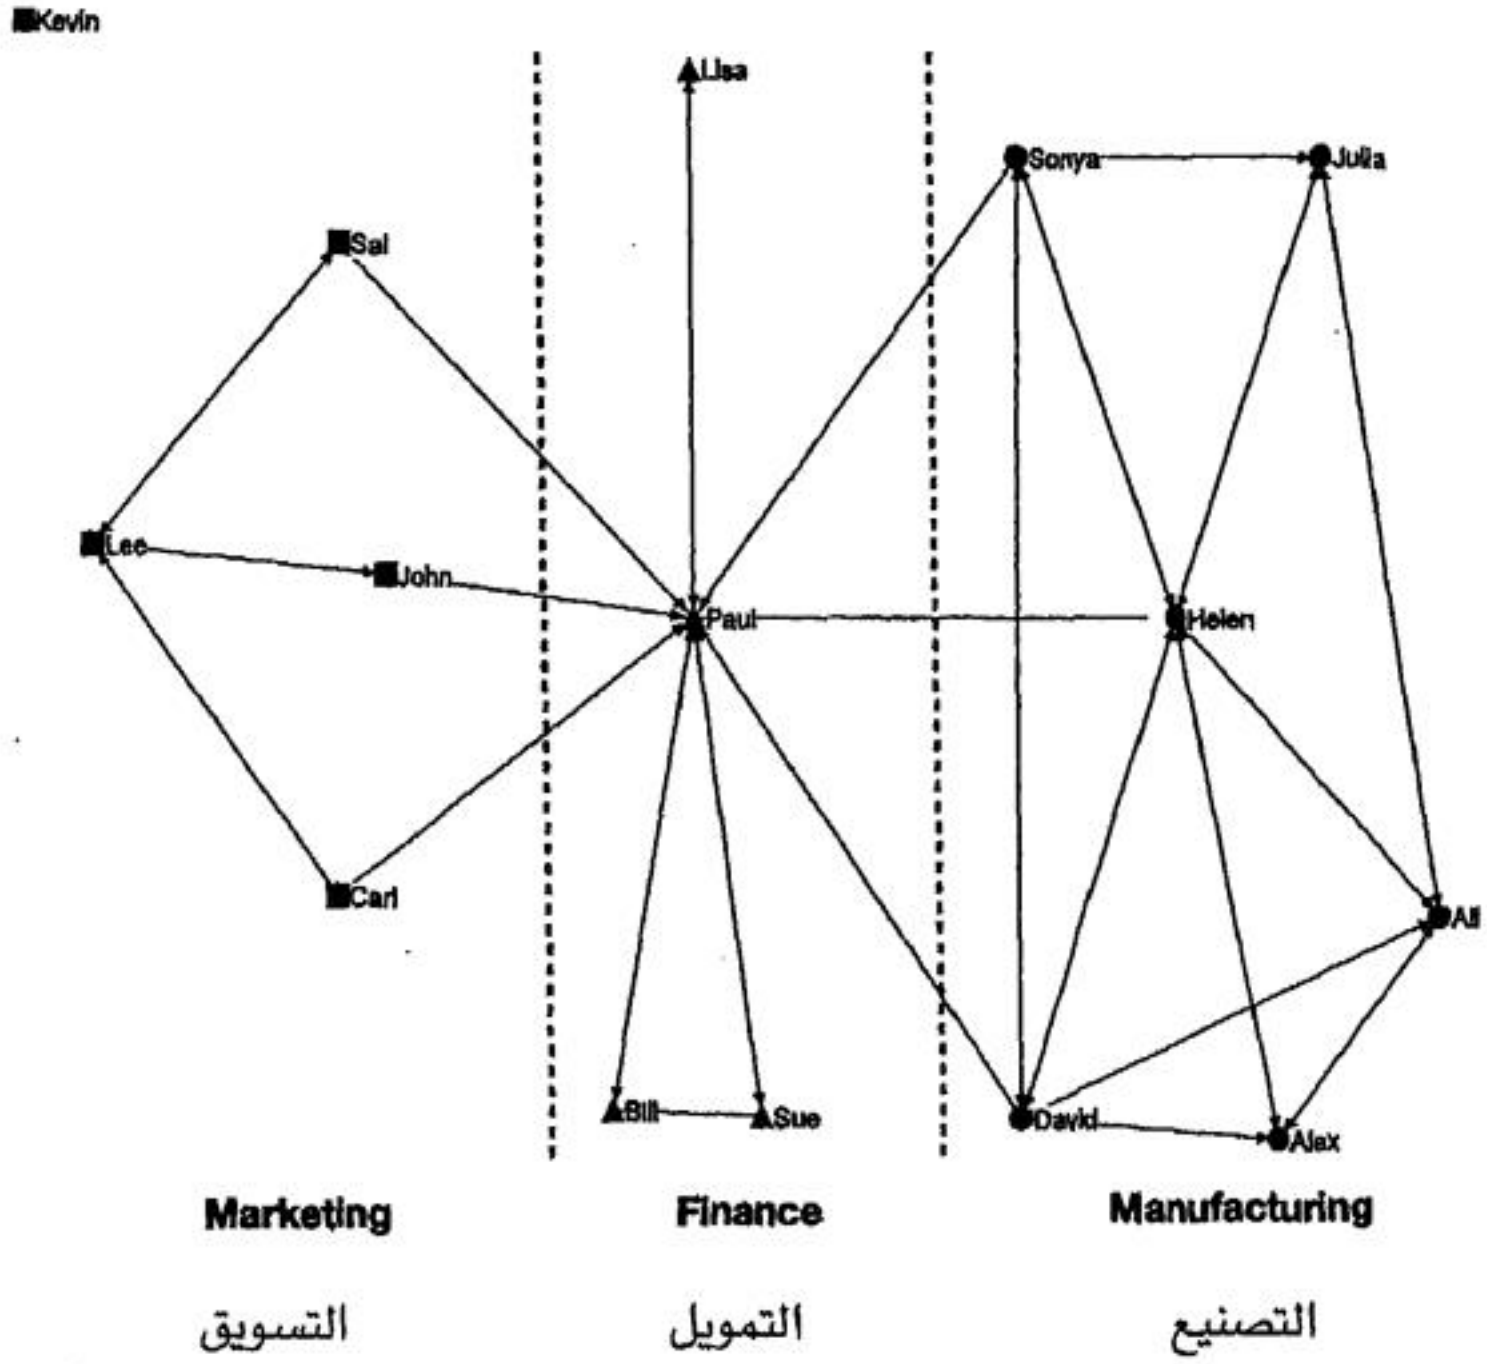 Kevin
Lisa
Sonya
Julia
Sal
Lee
John
Paul
Helen
Carl
Ali
Bill
Sue
David
Alex
Marketing
Finance
Manufacturing
التسويق
التمويل
التصنيع